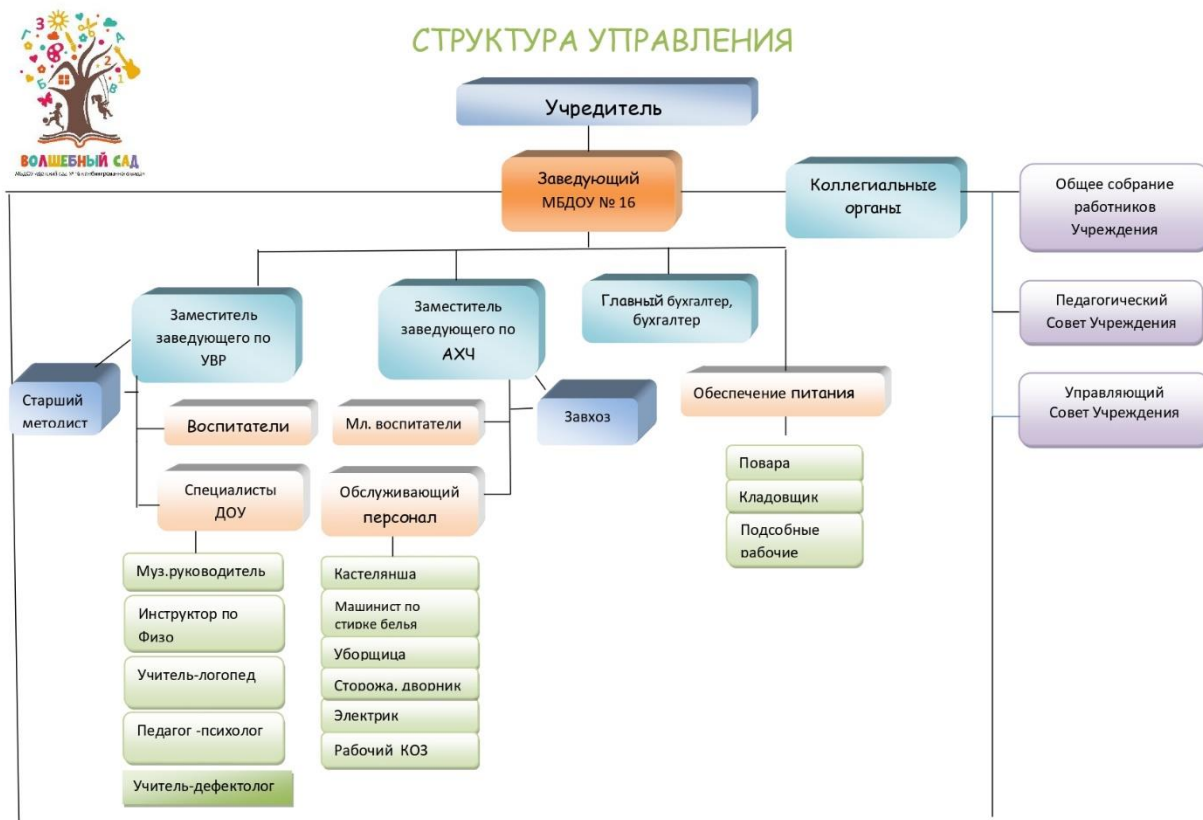 СТРУКТУРА УПРАВЛЕНИЯ
З
Г
А
2
1
Б
В
ВОЛШЕБНЫЙ САД
Учредитель
Заведующий
МБДОУ № 16
Коллегиальные
органы
Общее собрание
работников
Учреждения
Педагогический
Совет Учреждения
Управляющий
Совет Учреждения
Заместитель
заведующего по
УВР
Заместитель
заведующего по
АХЧ
Главный бухгалтер,
бухгалтер
Старший
методист
Воспитатели
Мл. воспитатели
Завхоз
Обеспечение питания
Специалисты
ДОУ
Обслуживающий
персонал
Повара
Кладовщик
Подсобные
рабочие
Муз.руководитель
Инструктор по
Физо
Учитель-логопед
Педагог -психолог
Учитель-дефектолог
Кастелянша
Машинист по
стирке белья
Уборщица
Сторожа, дворник
Электрик
Рабочий КОЗ